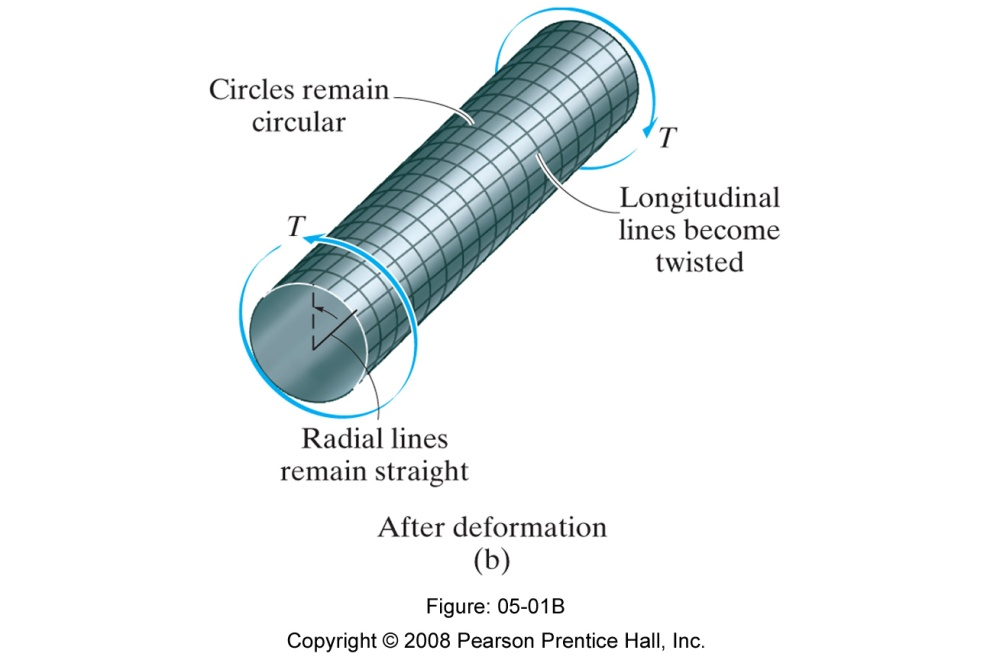 Circles remain
circular
T
Longitudinal
lines become
twisted
T
Radial lines
remain straight
After deformation
(b)
Figure: 05-01B
Copyright © 2008 Pearson Prentice Hall, Inc.